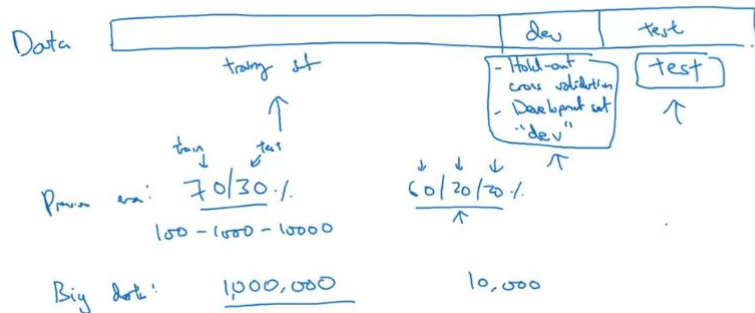 Data
dev
test
training set
- Hold-out
cross validation
- Development set
"dev"
test
train
test
Previous era:
70/30 %
60/20/20 %
100 - 1000 - 10000
Big data:
1,000,000
10,000